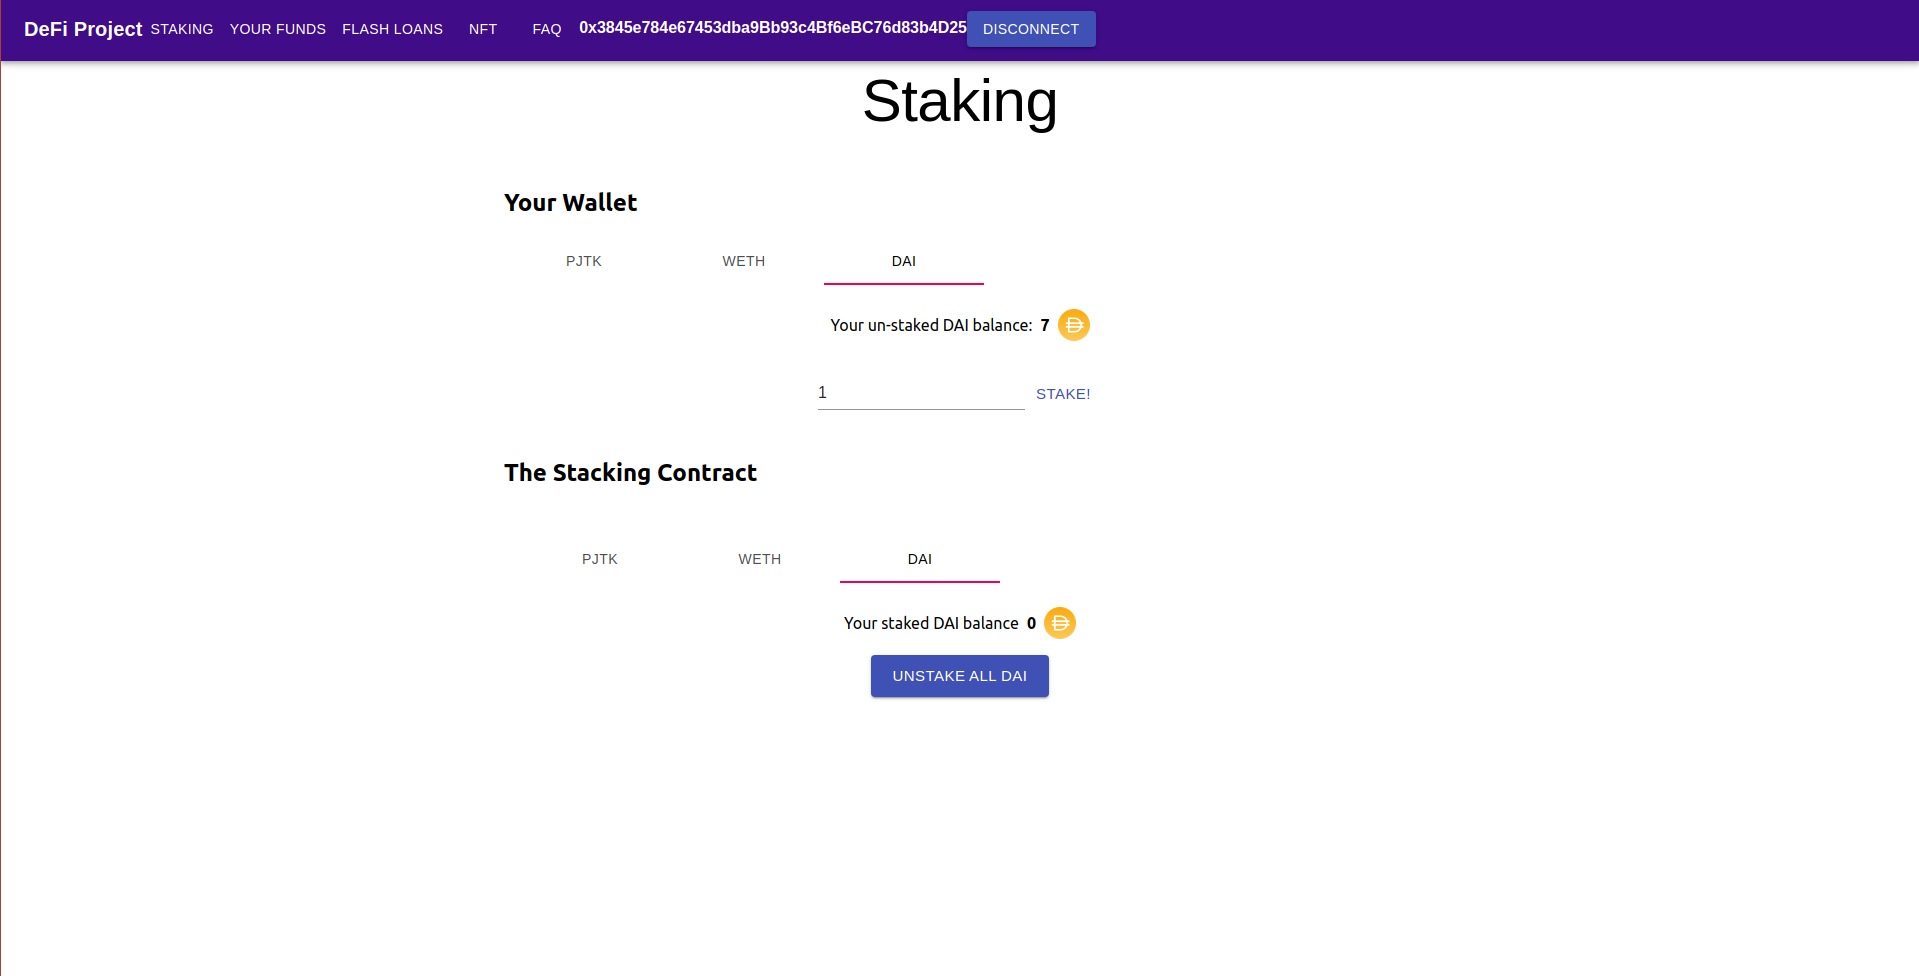 DeFi Project STAKING YOUR FUNDS FLASH LOANS NFT FAQ 0x3845e784e67453dba9Bb93c4Bf6eBC76d83b4D25 DISCONNECT
Staking
Your Wallet
PJTK WETH DAI
Your un-staked DAI balance: 7
1 STAKE!
The Stacking Contract
PJTK WETH DAI
Your staked DAI balance 0
UNSTAKE ALL DAI